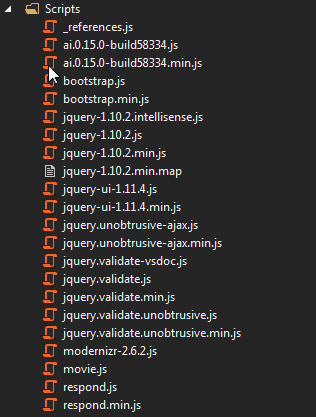 Scripts
_references.js
ai.0.15.0-build58334.js
ai.0.15.0-build58334.min.js
bootstrap.js
bootstrap.min.js
jquery-1.10.2.intellisense.js
jquery-1.10.2.js
jquery-1.10.2.min.js
jquery-1.10.2.min.map
jquery-ui-1.11.4.js
jquery-ui-1.11.4.min.js
jquery.unobtrusive-ajax.js
jquery.unobtrusive-ajax.min.js
jquery.validate-vsdoc.js
jquery.validate.js
jquery.validate.min.js
jquery.validate.unobtrusive.js
jquery.validate.unobtrusive.min.js
modernizr-2.6.2.js
movie.js
respond.js
respond.min.js